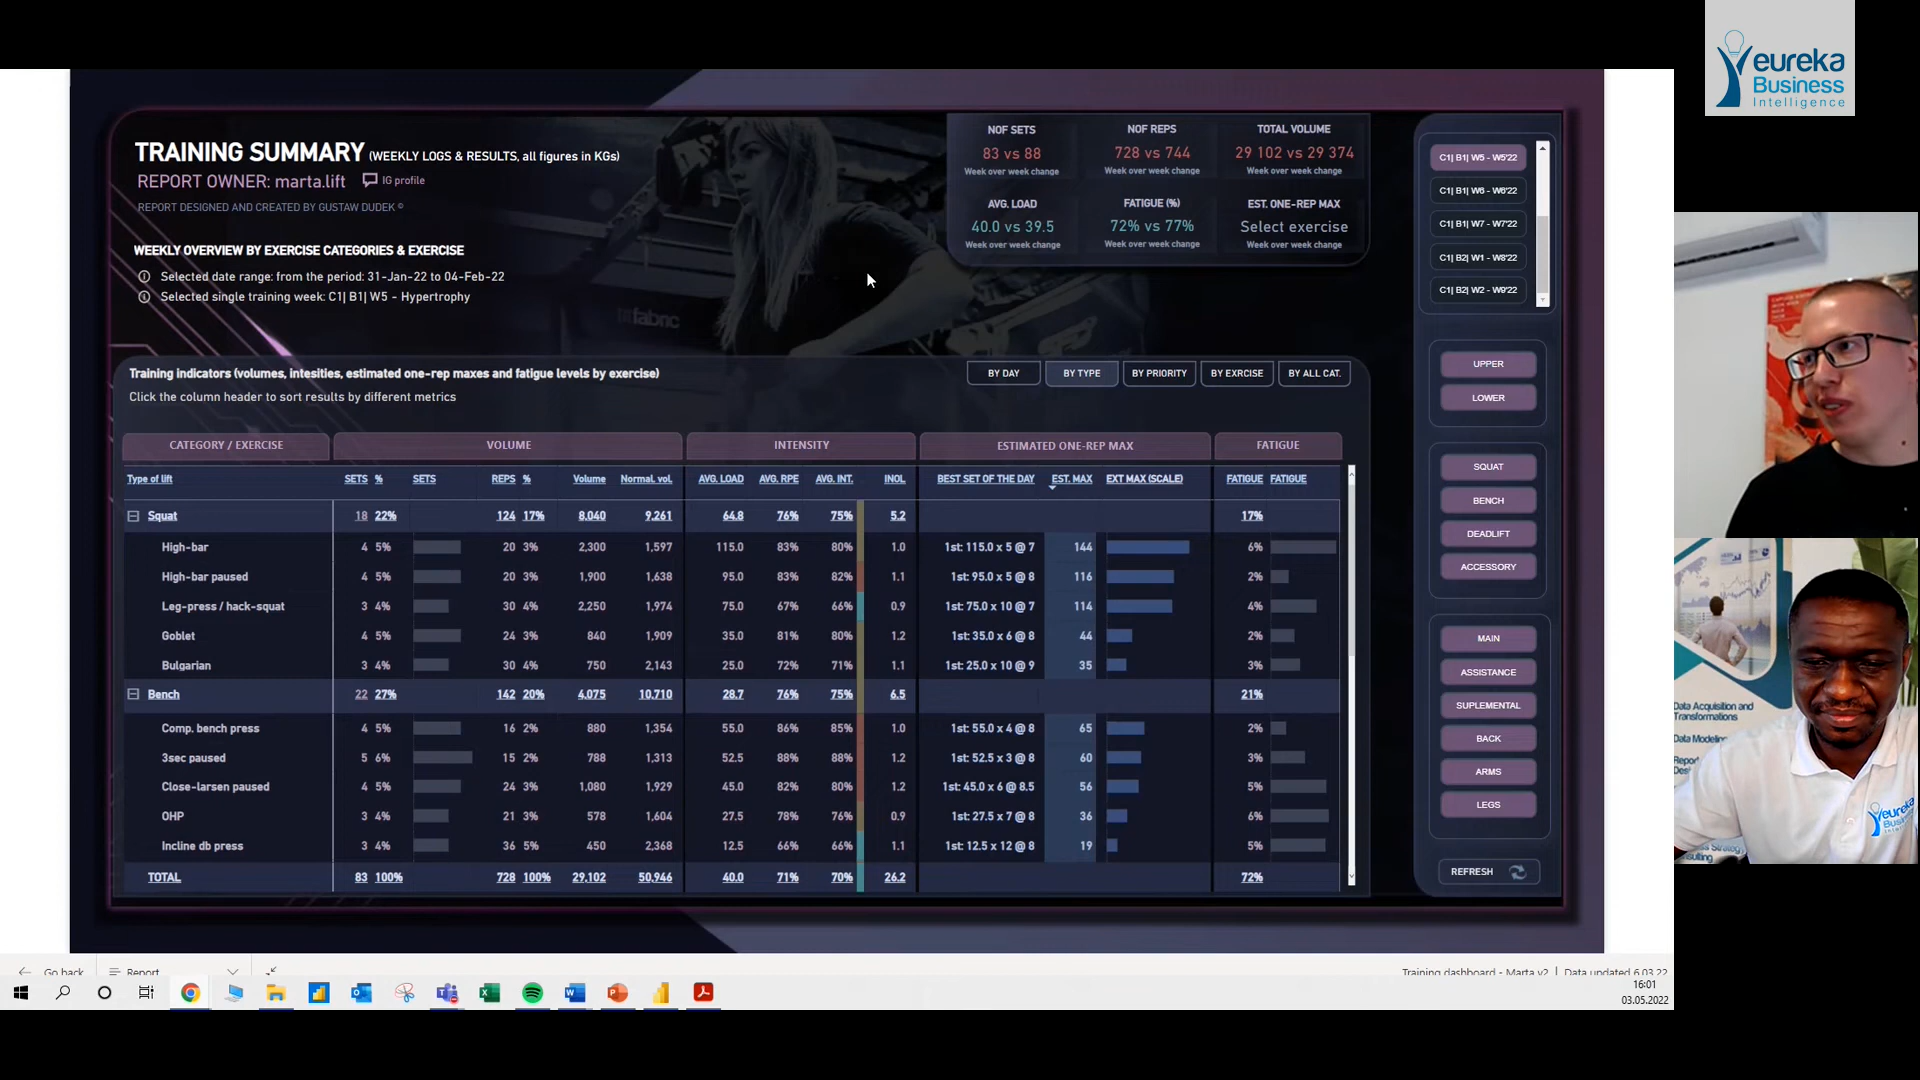 eureka
Business
Intelligence
TRAINING SUMMARY (WEEKLY LOGS & RESULTS, all figures in KGs)
REPORT OWNER: marta.lift IG profile
REPORT DESIGNED AND CREATED BY GUSTAW DUDEK ©
WEEKLY OVERVIEW BY EXERCISE CATEGORIES & EXERCISE
Selected date range: from the period: 31-Jan-22 to 04-Feb-22
Selected single training week: C1| B1| W5 - Hypertrophy
NOF SETS NOF REPS TOTAL VOLUME
83 vs 88 728 vs 744 29 102 vs 29 374
Week over week change Week over week change Week over week change
AVG. LOAD FATIGUE (%) EST. ONE-REP MAX
40.0 vs 39.5 72% vs 77% Select exercise
Week over week change Week over week change Week over week change
C1| B1| W5 - W5'22
C1| B1| W6 - W6'22
C1| B1| W7 - W7'22
C1| B2| W1 - W8'22
C1| B2| W2 - W9'22
Training indicators (volumes, intesities, estimated one-rep maxes and fatigue levels by exercise)
Click the column header to sort results by different metrics
BY DAY BY TYPE BY PRIORITY BY EXRCISE BY ALL CAT.
CATEGORY / EXERCISE VOLUME INTENSITY ESTIMATED ONE-REP MAX FATIGUE
Type of lift SETS % SETS REPS % Volume Normal. vol. AVG. LOAD AVG. RPE AVG. INT. INOL BEST SET OF THE DAY EST. MAX EXT MAX (SCALE) FATIGUE FATIGUE
Squat 18 22% 124 17% 8,040 9,261 64.8 76% 75% 5.2 17%
High-bar 4 5% 20 3% 2,300 1,597 115.0 83% 80% 1.0 1st: 115.0 x 5 @ 7 144 6%
High-bar paused 4 5% 20 3% 1,900 1,638 95.0 83% 82% 1.1 1st: 95.0 x 5 @ 8 116 2%
Leg-press / hack-squat 3 4% 30 4% 2,250 1,974 75.0 67% 66% 0.9 1st: 75.0 x 10 @ 7 114 4%
Goblet 4 5% 24 3% 840 1,909 35.0 81% 80% 1.2 1st: 35.0 x 6 @ 8 44 2%
Bulgarian 3 4% 30 4% 750 2,143 25.0 72% 71% 1.1 1st: 25.0 x 10 @ 9 35 3%
Bench 22 27% 142 20% 4,075 10,710 28.7 76% 75% 6.5 21%
Comp. bench press 4 5% 16 2% 880 1,354 55.0 86% 85% 1.0 1st: 55.0 x 4 @ 8 65 2%
3sec paused 5 6% 15 2% 788 1,313 52.5 88% 88% 1.2 1st: 52.5 x 3 @ 8 60 3%
Close-larsen paused 4 5% 24 3% 1,080 1,929 45.0 82% 80% 1.2 1st: 45.0 x 6 @ 8.5 56 5%
OHP 3 4% 21 3% 578 1,604 27.5 78% 76% 0.9 1st: 27.5 x 7 @ 8 36 6%
Incline db press 3 4% 36 5% 450 2,368 12.5 66% 66% 1.1 1st: 12.5 x 12 @ 8 19 5%
TOTAL 83 100% 728 100% 29,102 50,946 40.0 71% 70% 26.2 72%
UPPER
LOWER
SQUAT
BENCH
DEADLIFT
ACCESSORY
MAIN
ASSISTANCE
SUPLEMENTAL
BACK
ARMS
LEGS
REFRESH
Data Acquisition and
Transformations
Go back Report
Training dashboard - Marta v2 | Data updated 6.03.22
16:01
03.05.2022